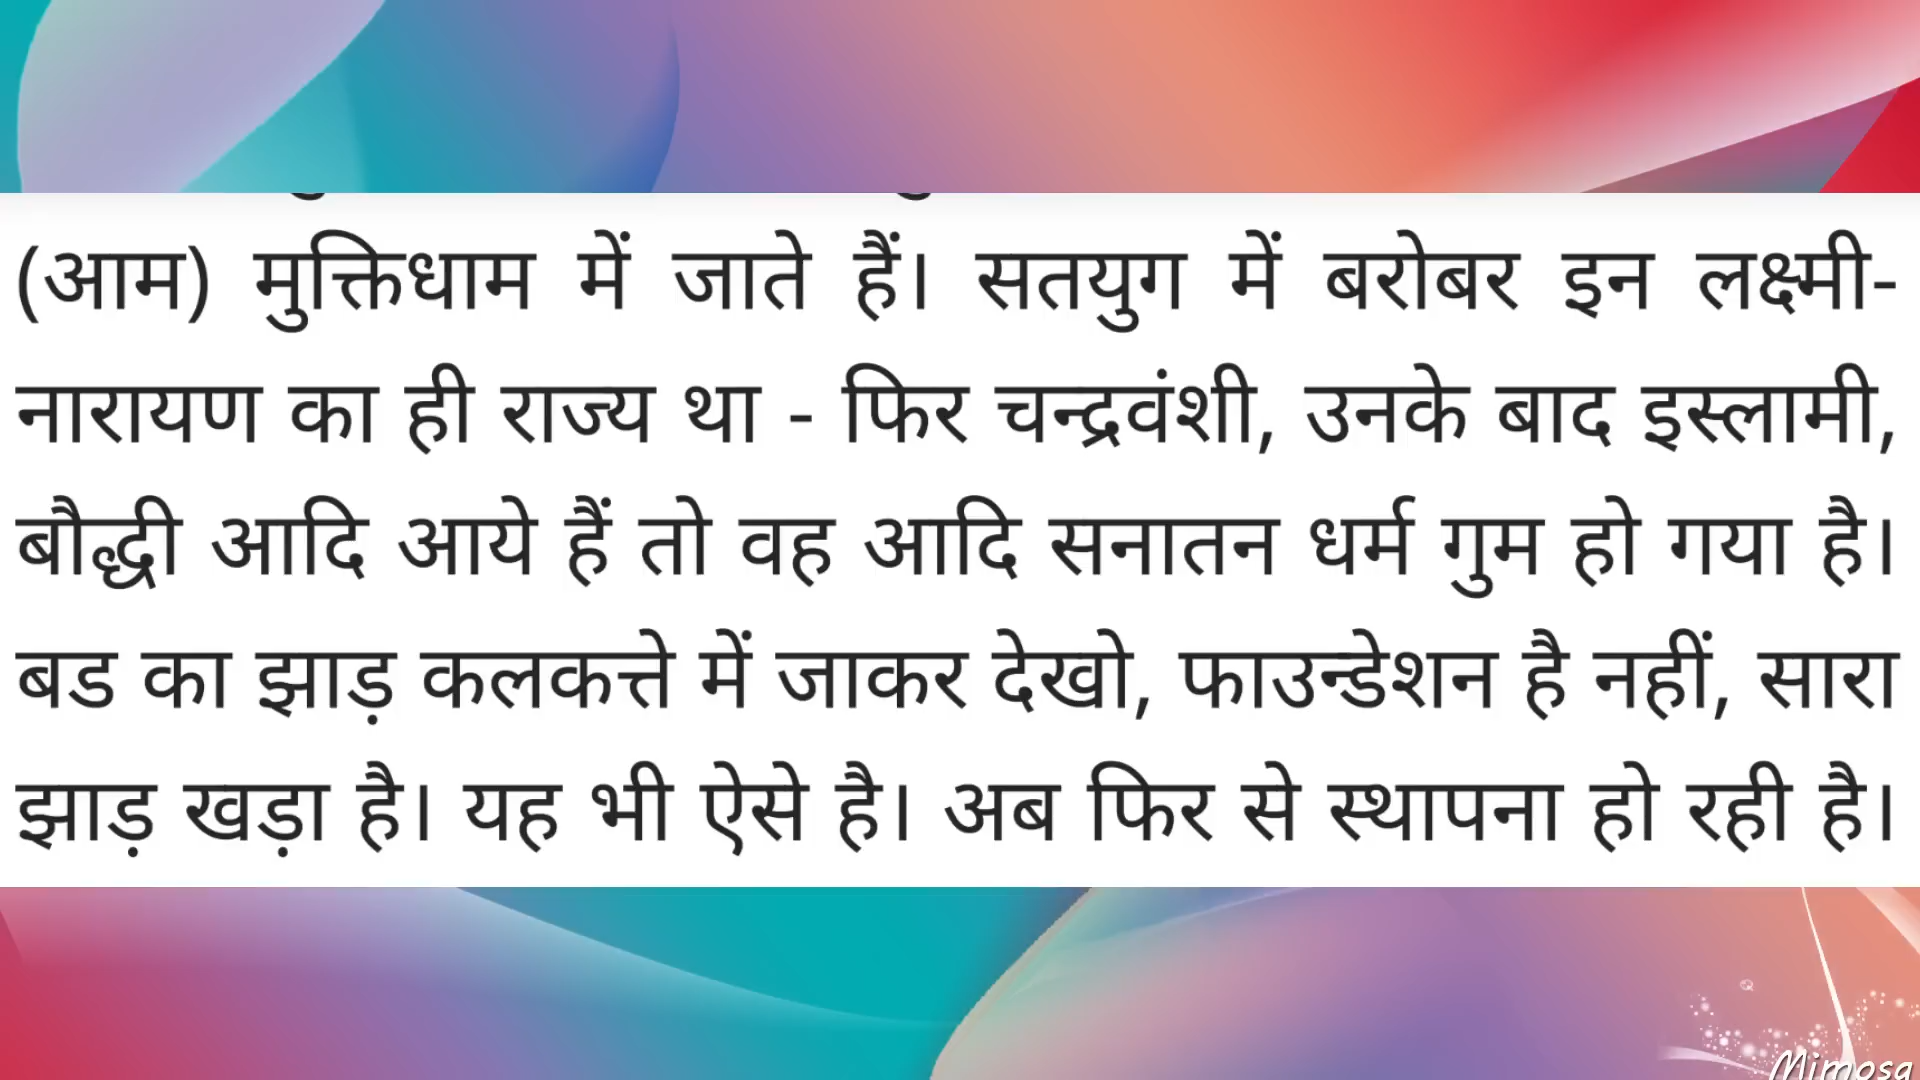 (आम) मुक्तिधाम में जाते हैं। सतयुग में बरोबर इन लक्ष्मी-
नारायण का ही राज्य था - फिर चन्द्रवंशी, उनके बाद इस्लामी,
बौद्धी आदि आये हैं तो वह आदि सनातन धर्म गुम हो गया है।
बड का झाड़ कलकत्ते में जाकर देखो, फाउन्डेशन है नहीं, सारा
झाड़ खड़ा है। यह भी ऐसे है। अब फिर से स्थापना हो रही है।
Mimosa